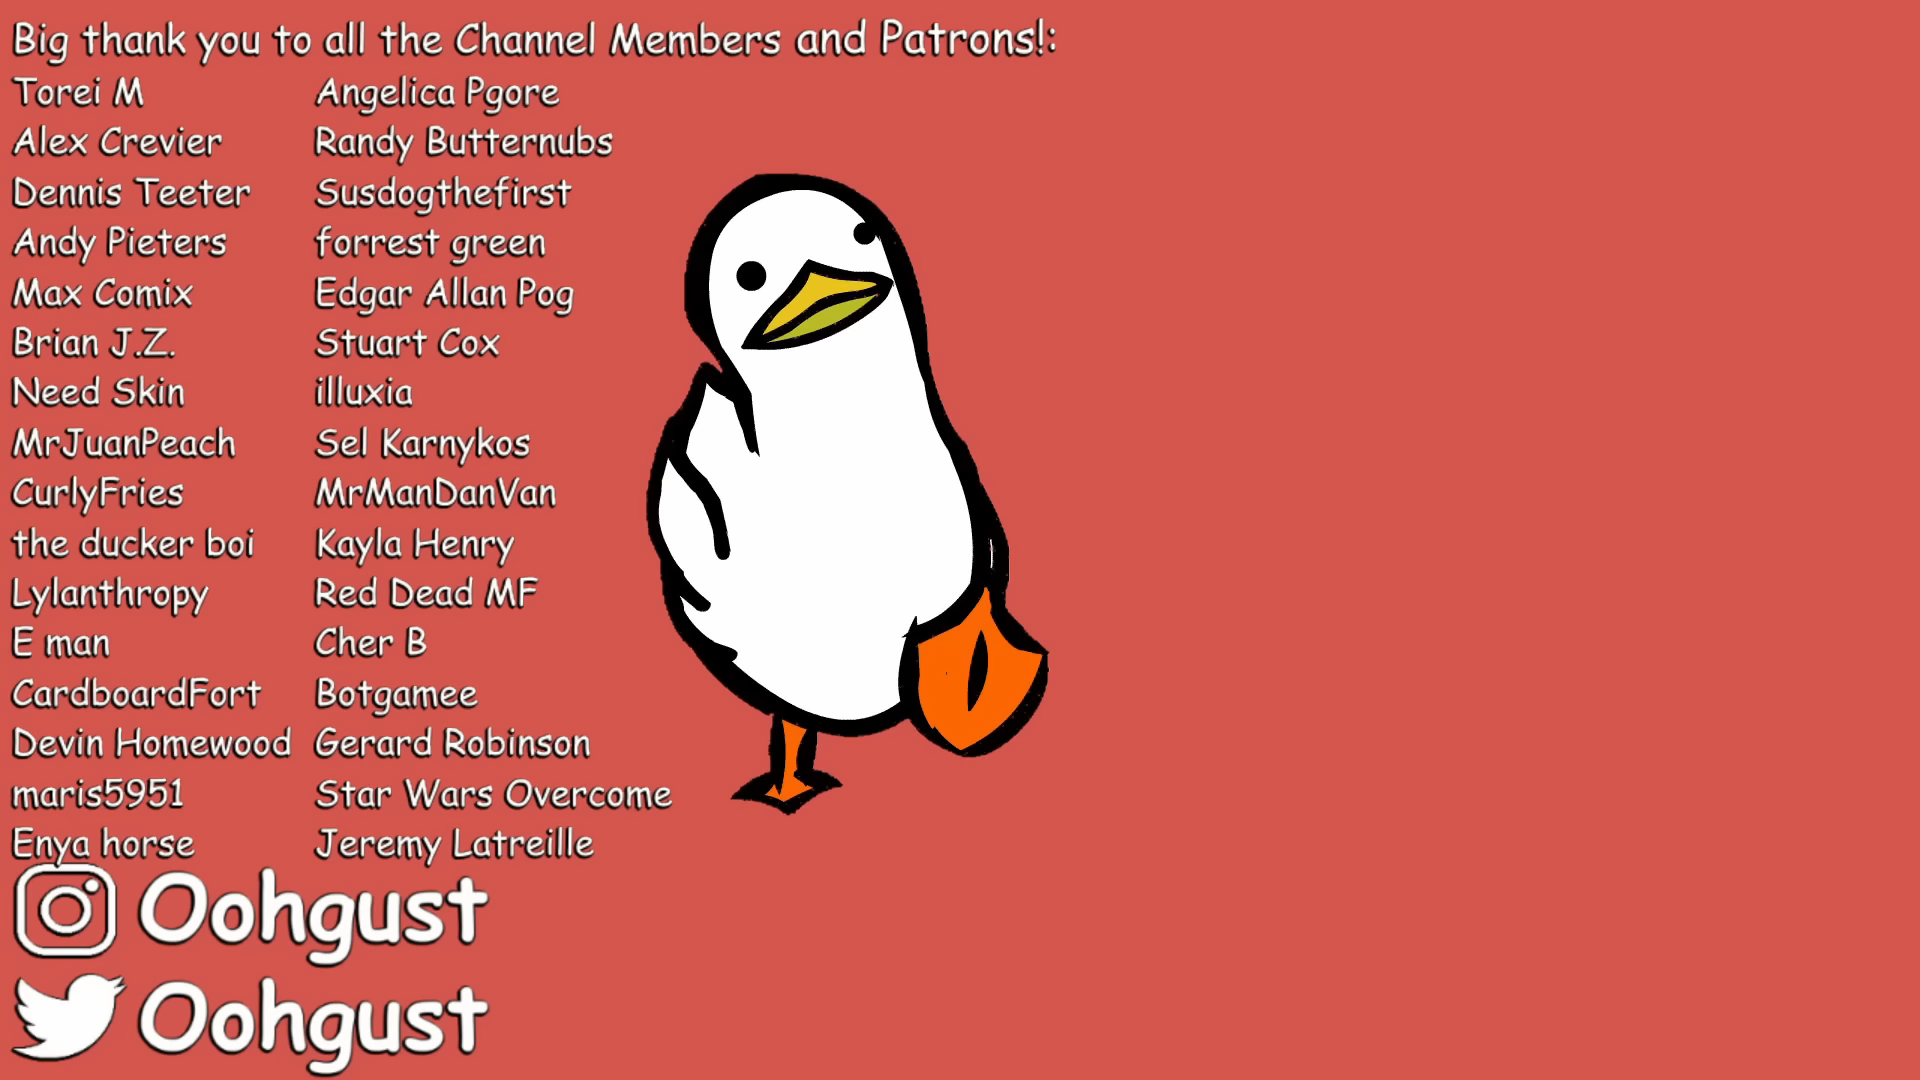 Big thank you to all the Channel Members and Patrons!:
Torei M
Alex Crevier
Dennis Teeter
Andy Pieters
Max Comix
Brian J.Z.
Need Skin
MrJuanPeach
CurlyFries
the ducker boi
Lylanthropy
E man
CardboardFort
Devin Homewood
maris5951
Enya horse
Angelica Pgore
Randy Butternubs
Susdogthefirst
forrest green
Edgar Allan Pog
Stuart Cox
illuxia
Sel Karnykos
MrManDanVan
Kayla Henry
Red Dead MF
Cher B
Botgamee
Gerard Robinson
Star Wars Overcome
Jeremy Latreille
Oohgust
Oohgust